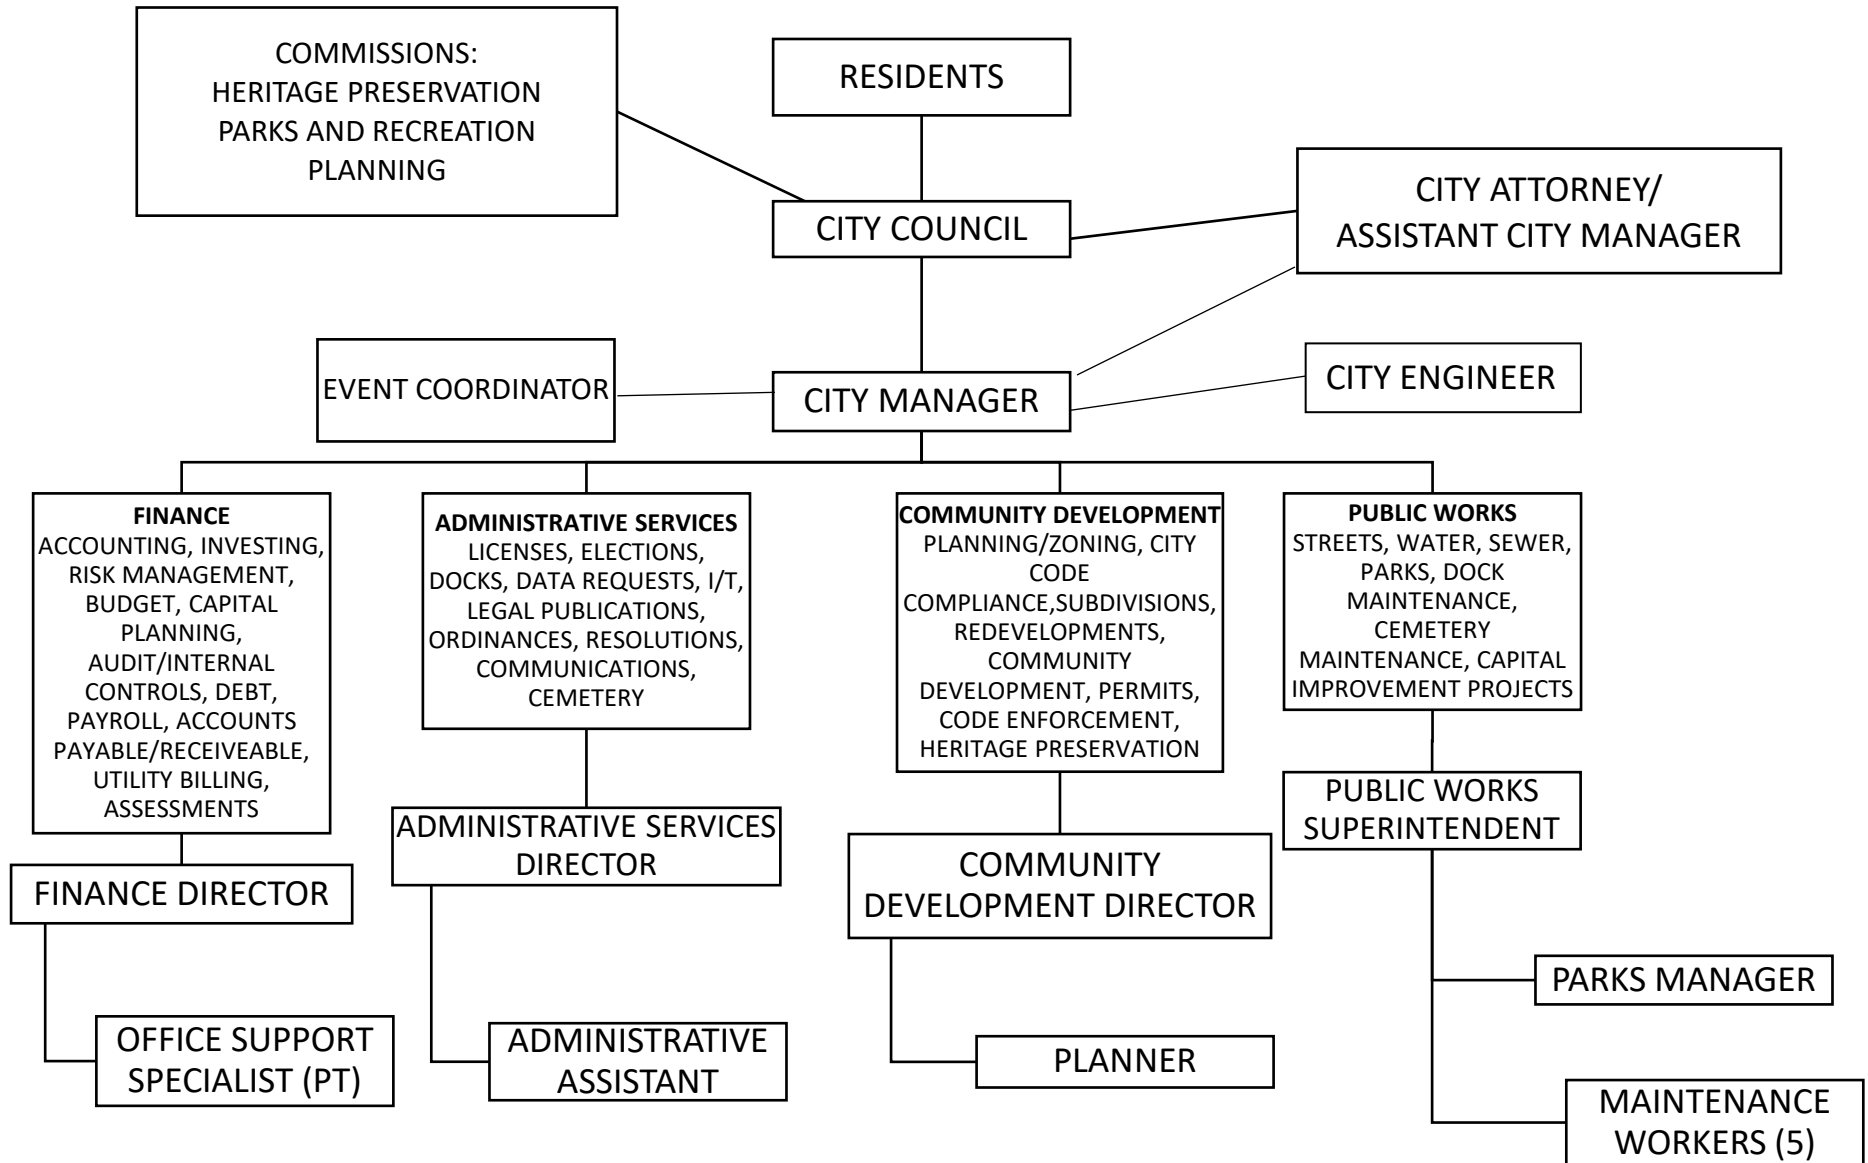 COMMISSIONS:
HERITAGE PRESERVATION
PARKS AND RECREATION
PLANNING
RESIDENTS
CITY COUNCIL
CITY ATTORNEY/
ASSISTANT CITY MANAGER
EVENT COORDINATOR
CITY MANAGER
CITY ENGINEER
FINANCE
ACCOUNTING, INVESTING,
RISK MANAGEMENT,
BUDGET, CAPITAL
PLANNING,
AUDIT/INTERNAL
CONTROLS, DEBT,
PAYROLL, ACCOUNTS
PAYABLE/RECEIVEABLE,
UTILITY BILLING,
ASSESSMENTS
ADMINISTRATIVE SERVICES
LICENSES, ELECTIONS,
DOCKS, DATA REQUESTS, I/T,
LEGAL PUBLICATIONS,
ORDINANCES, RESOLUTIONS,
COMMUNICATIONS,
CEMETERY
COMMUNITY DEVELOPMENT
PLANNING/ZONING, CITY
CODE
COMPLIANCE,SUBDIVISIONS,
REDEVELOPMENTS,
COMMUNITY
DEVELOPMENT, PERMITS,
CODE ENFORCEMENT,
HERITAGE PRESERVATION
PUBLIC WORKS
STREETS, WATER, SEWER,
PARKS, DOCK
MAINTENANCE,
CEMETERY
MAINTENANCE, CAPITAL
IMPROVEMENT PROJECTS
FINANCE DIRECTOR
ADMINISTRATIVE SERVICES
DIRECTOR
COMMUNITY
DEVELOPMENT DIRECTOR
PUBLIC WORKS
SUPERINTENDENT
OFFICE SUPPORT
SPECIALIST (PT)
ADMINISTRATIVE
ASSISTANT
PLANNER
PARKS MANAGER
MAINTENANCE
WORKERS (5)